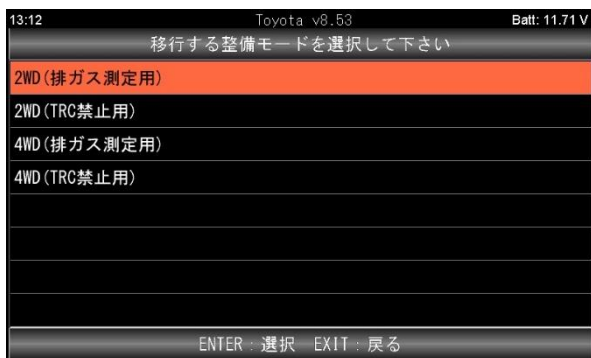 13:12 Toyota v8.53 Batt: 11.71 V
移行する整備モードを選択して下さい
2WD(排ガス測定用)
2WD(TRC禁止用)
4WD(排ガス測定用)
4WD(TRC禁止用)
ENTER:選択 EXIT:戻る